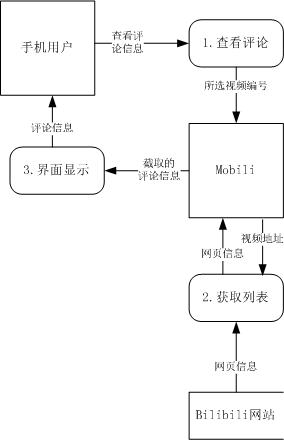 手机用户
查看评
论信息
1.查看评论
所选视频编号
评论信息
3.界面显示
截取的
评论信息
Mobili
网页信息
视频地址
2.获取列表
网页信息
Bilibili网站